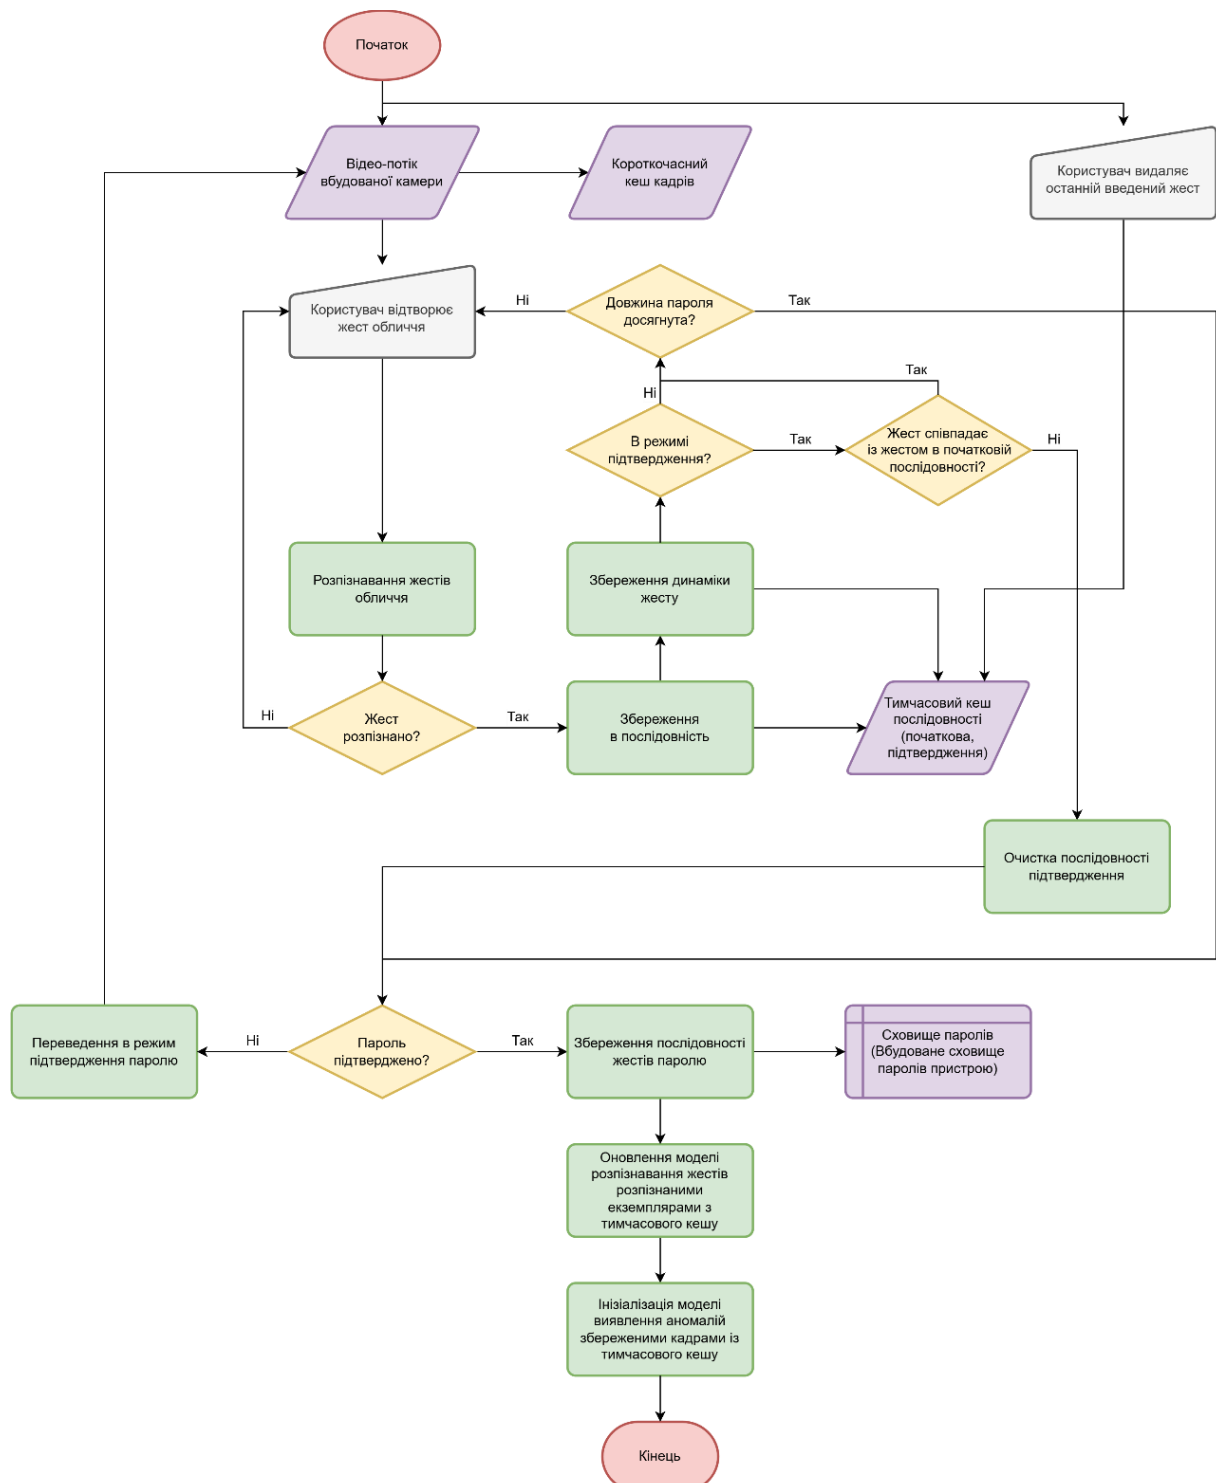 Початок
Відео-потік
вбудованої камери
Короткочасний
кеш кадрів
Користувач видаляє
останній введений жест
Користувач відтворює
жест обличчя
Ні
Довжина пароля
досягнута?
Так
Так
Ні
В режимі
підтвердження?
Так
Жест співпадає
із жестом в початковій
послідовності?
Ні
Розпізнавання жестів
обличчя
Збереження динаміки
жесту
Ні
Жест
розпізнано?
Так
Збереження
в послідовність
Тимчасовий кеш
послідовності
(початкова,
підтвердження)
Очистка послідовності
підтвердження
Переведення в режим
підтвердження паролю
Ні
Пароль
підтверджено?
Так
Збереження послідовності
жестів паролю
Сховище паролів
(Вбудоване сховище
паролів пристрою)
Оновлення моделі
розпізнавання жестів
розпізнаними
екземплярами з
тимчасового кешу
Інізіалізація моделі
виявлення аномалій
збереженими кадрами із
тимчасового кешу
Кінець